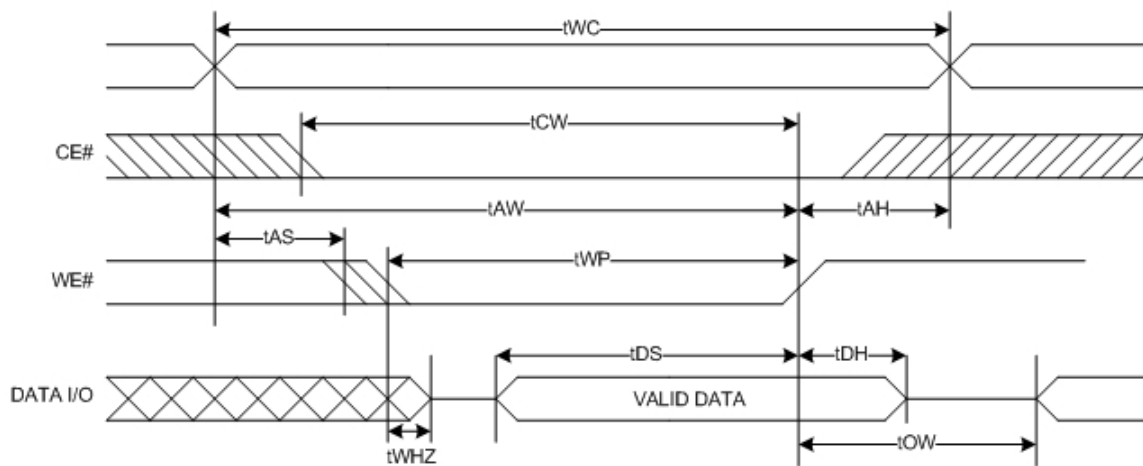 tWC
tCW
CE#
tAW
tAH
tAS
WE#
tWP
tDS
tDH
DATA I/O
VALID DATA
tWHZ
tOW